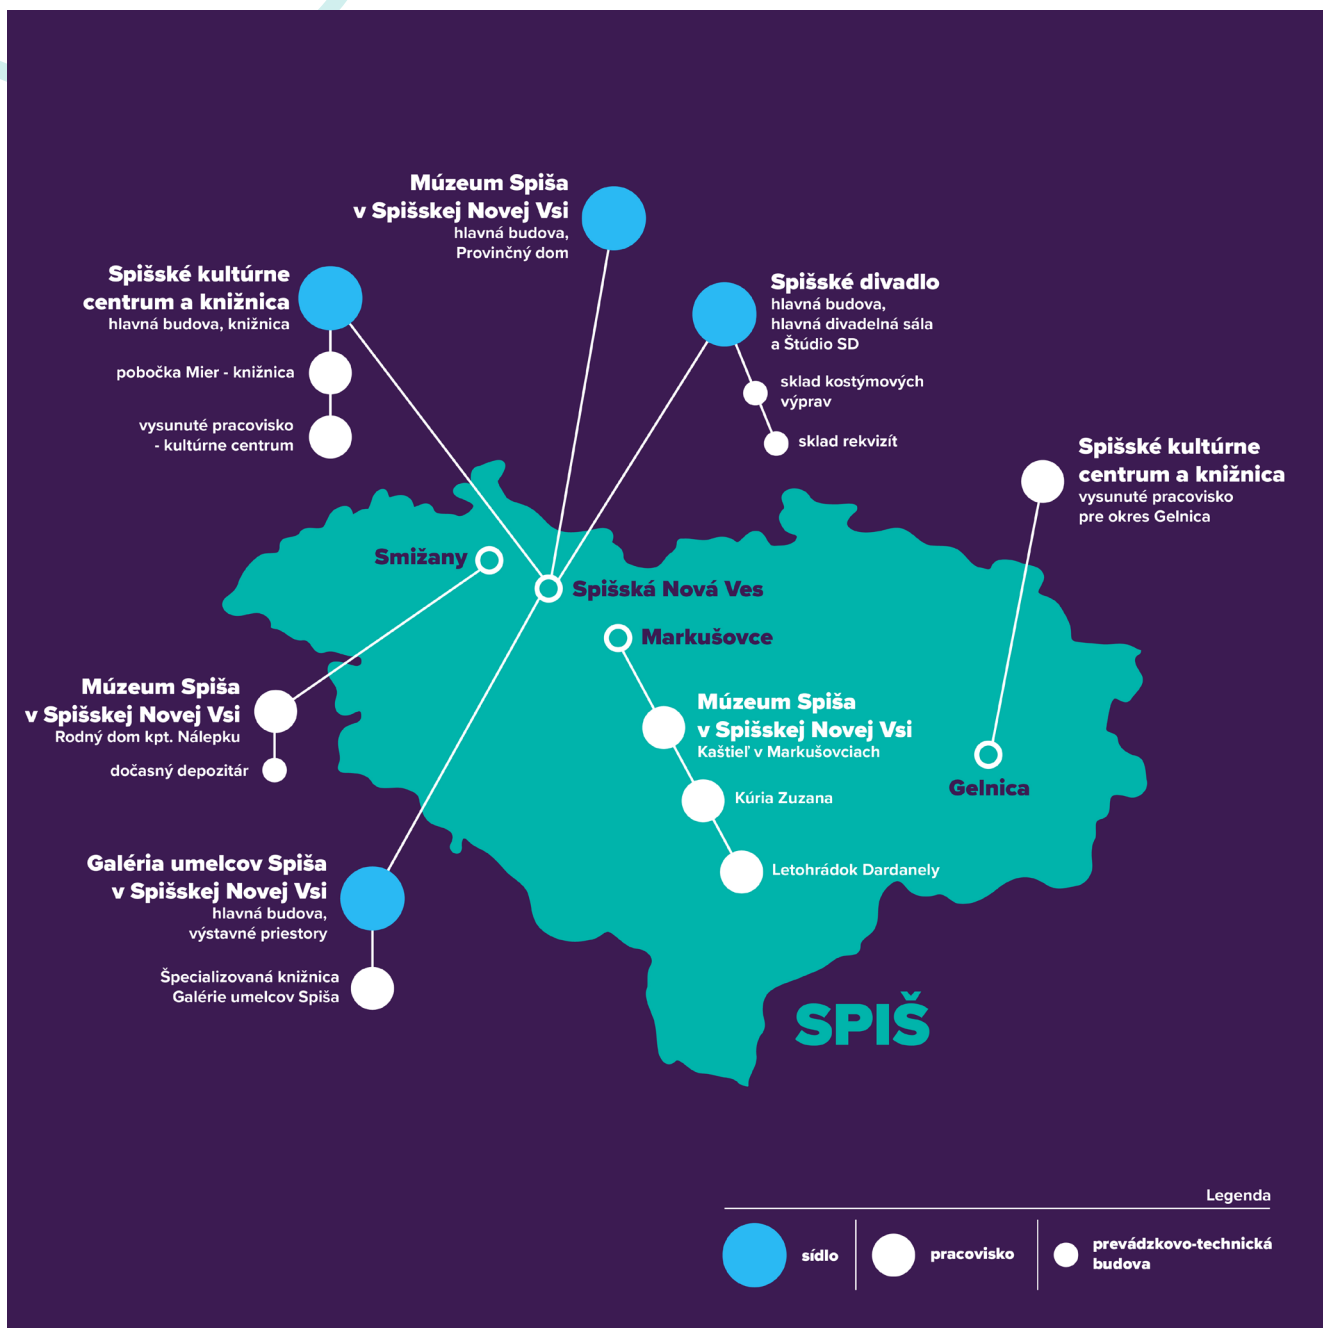 Múzeum Spiša
v Spišskej Novej Vsi
hlavná budova,
Provinčný dom
Spišské kultúrne
centrum a knižnica
hlavná budova, knižnica
pobočka Mier - knižnica
vysunuté pracovisko
- kultúrne centrum
Spišské divadlo
hlavná budova,
hlavná divadelná sála
a Štúdio SD
sklad kostýmových
výprav
sklad rekvizít
Spišské kultúrne
centrum a knižnica
vysunuté pracovisko
pre okres Gelnica
Smižany
Spišská Nová Ves
Markušovce
Múzeum Spiša
v Spišskej Novej Vsi
Rodný dom kpt. Nálepku
dočasný depozitár
Múzeum Spiša
v Spišskej Novej Vsi
Kaštieľ v Markušovciach
Kúria Zuzana
Letohrádok Dardanely
Gelnica
Galéria umelcov Spiša
v Spišskej Novej Vsi
hlavná budova,
výstavné priestory
Špecializovaná knižnica
Galérie umelcov Spiša
SPIŠ
Legenda
sídlo
pracovisko
prevádzkovo-technická
budova